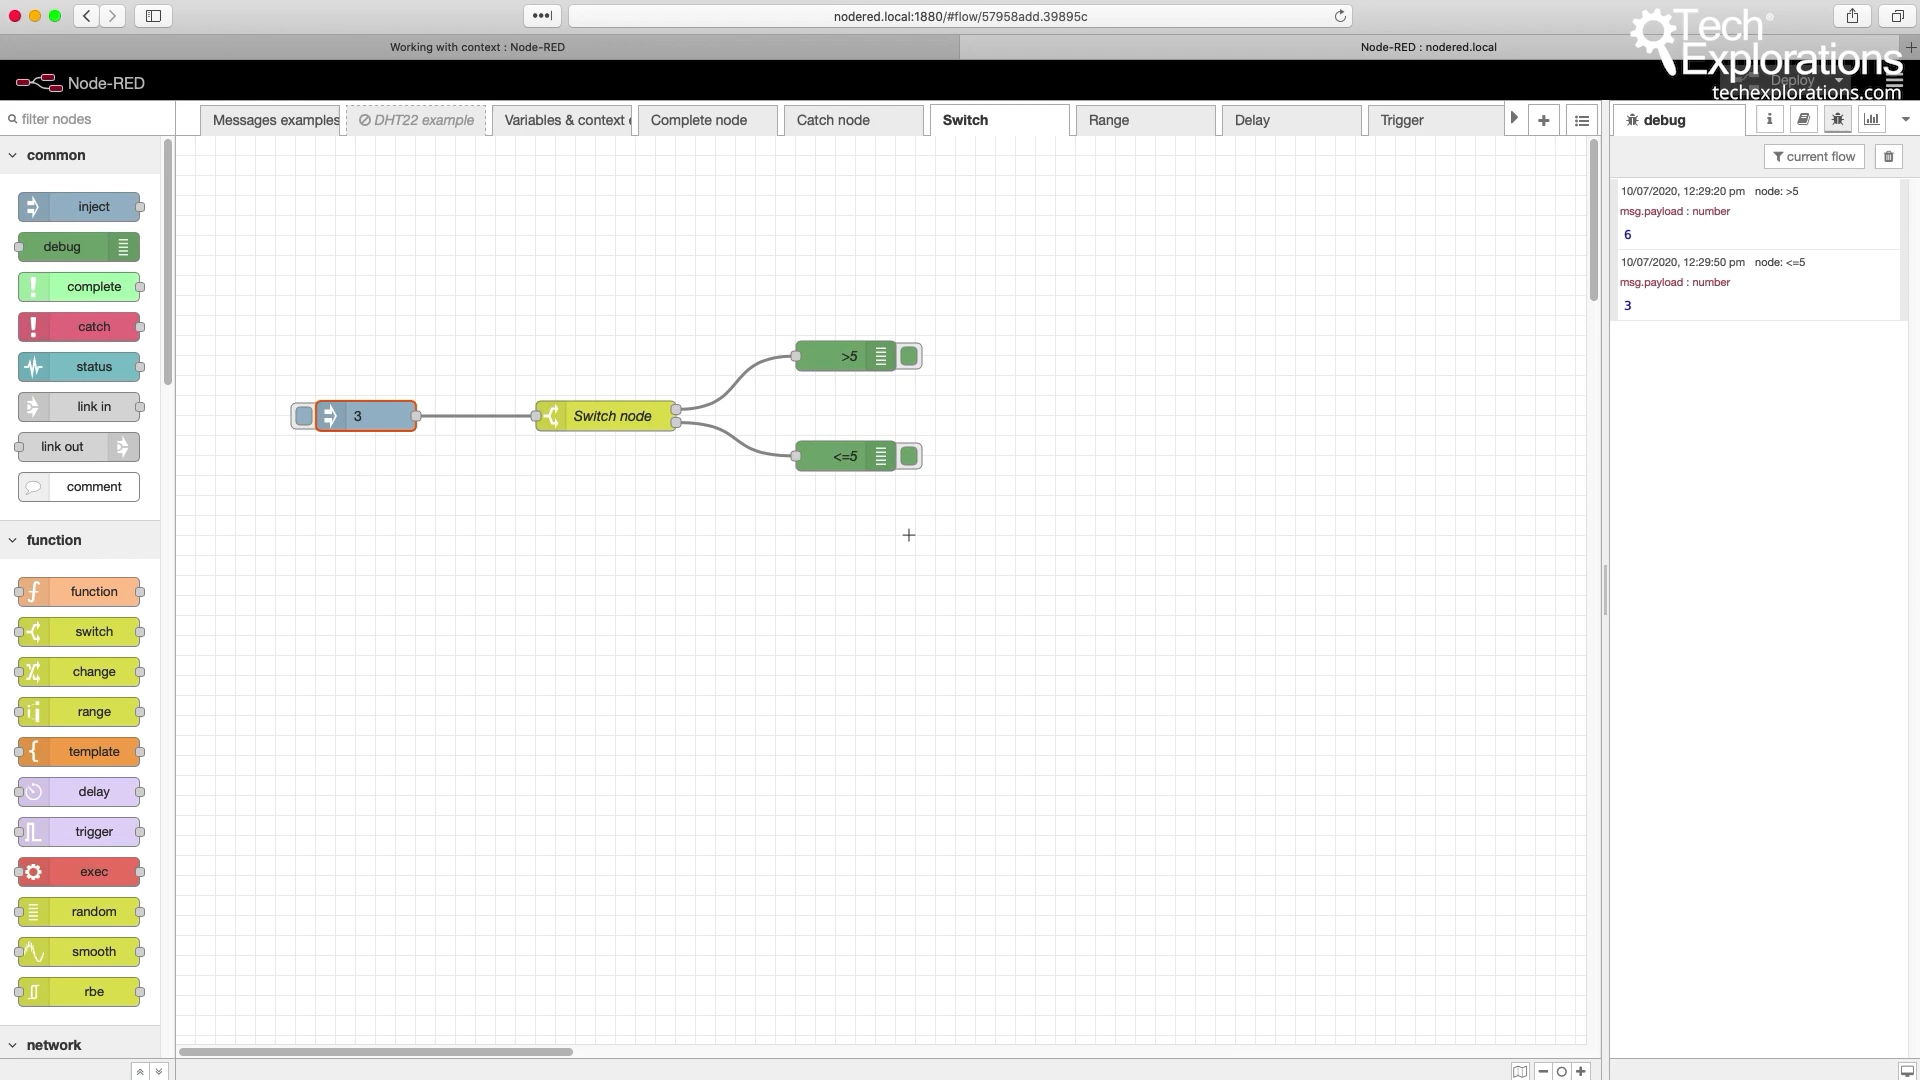 nodered.local:1880/#flow/57958add.39895c
Working with context : Node-RED
Node-RED : nodered.local
Tech
Explorations
techexplorations.com
Node-RED
Deploy
filter nodes
Messages examples
DHT22 example
Variables & context
Complete node
Catch node
Switch
Range
Delay
Trigger
debug
current flow
common
inject
debug
complete
catch
status
link in
link out
comment
function
function
switch
change
range
template
delay
trigger
exec
random
smooth
rbe
network
3
Switch node
>5
<=5
10/07/2020, 12:29:20 pm node: >5
msg.payload : number
6
10/07/2020, 12:29:50 pm node: <=5
msg.payload : number
3